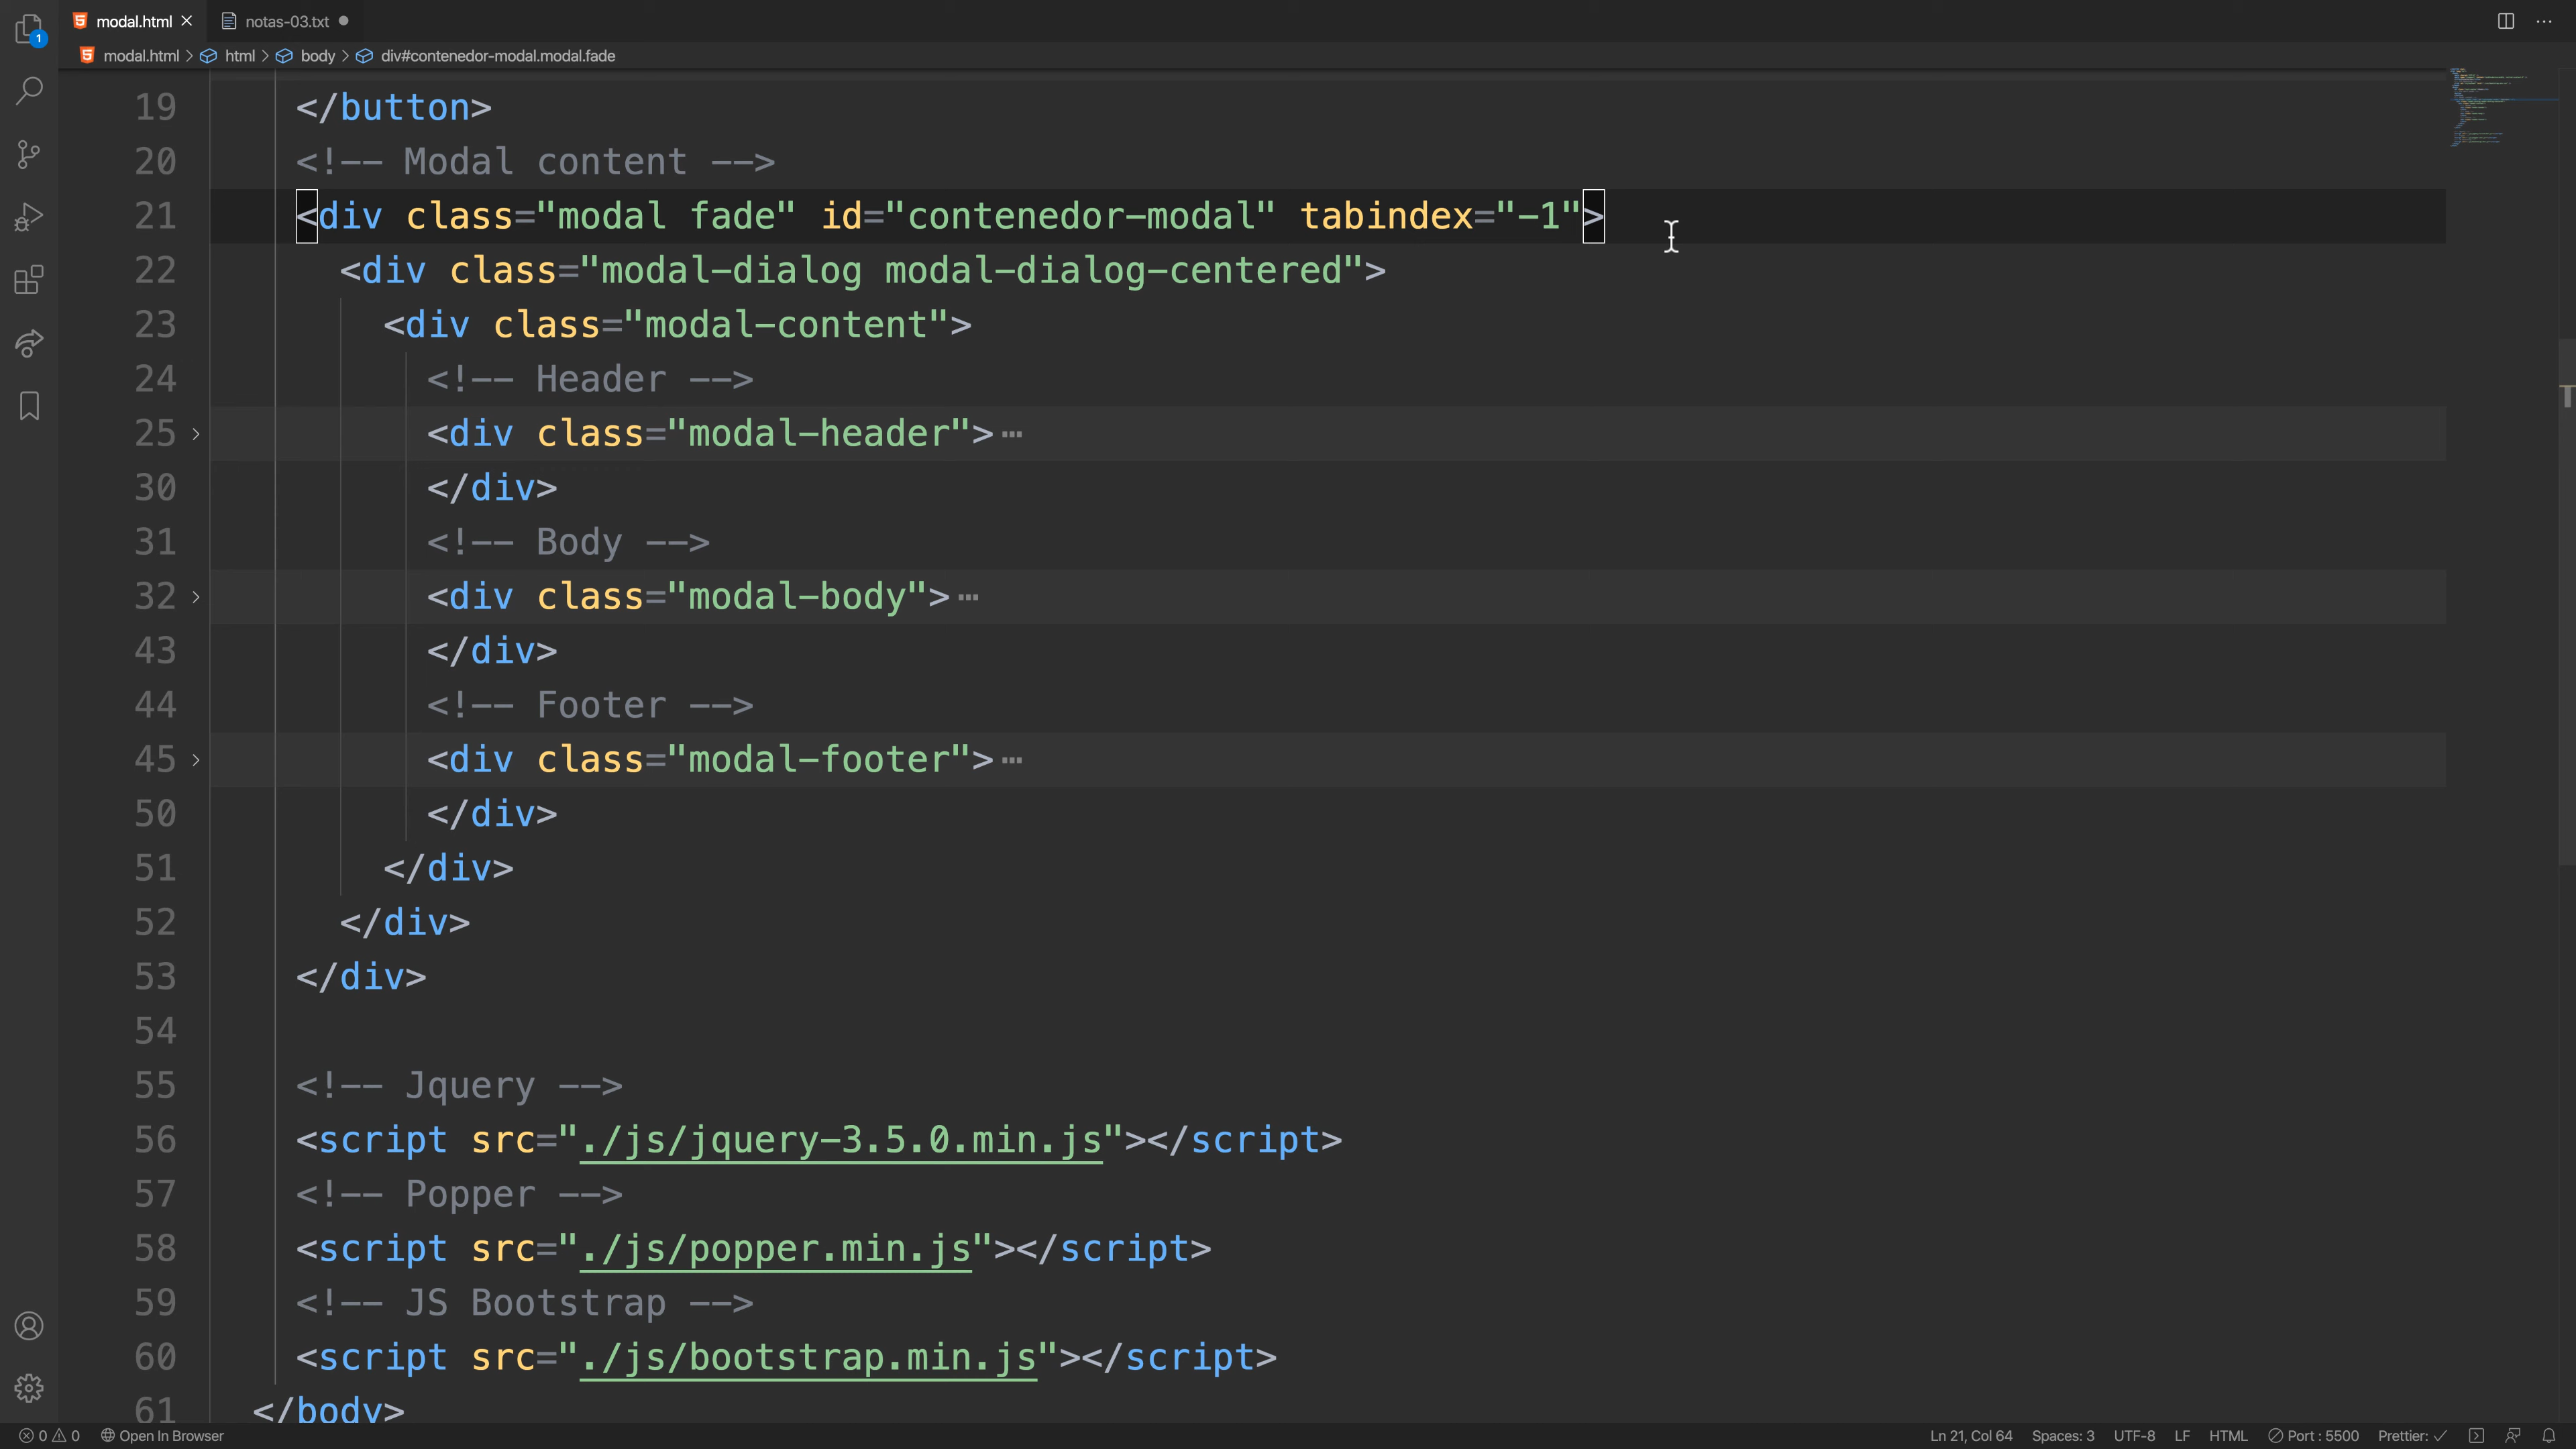 modal.html
notas-03.txt
modal.html > html > body > div#contenedor-modal.modal.fade
1
19 </button>
20 <!-- Modal content -->
21 <div class="modal fade" id="contenedor-modal" tabindex="-1">
22 <div class="modal-dialog modal-dialog-centered">
23 <div class="modal-content">
24 <!-- Header -->
25 <div class="modal-header">
30 </div>
31 <!-- Body -->
32 <div class="modal-body">
43 </div>
44 <!-- Footer -->
45 <div class="modal-footer">
50 </div>
51 </div>
52 </div>
53 </div>
54
55 <!-- Jquery -->
56 <script src="./js/jquery-3.5.0.min.js"></script>
57 <!-- Popper -->
58 <script src="./js/popper.min.js"></script>
59 <!-- JS Bootstrap -->
60 <script src="./js/bootstrap.min.js"></script>
61 </body>
0 0 Open In Browser Ln 21, Col 64 Spaces: 3 UTF-8 LF HTML Port : 5500 Prettier: ✓